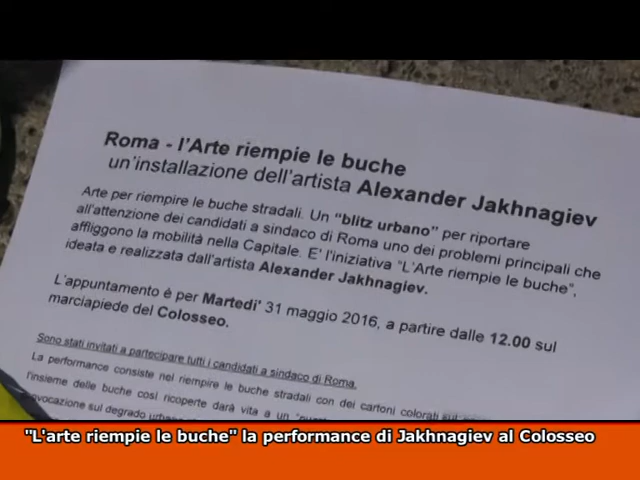 Roma - l'Arte riempie le buche
un'installazione dell'artista Alexander Jakhnagiev
Arte per riempire le buche stradali. Un "blitz urbano" per riportare
all'attenzione dei candidati a sindaco di Roma uno dei problemi principali che
affliggono la mobilità nella Capitale. E' l'iniziativa "L'Arte riempie le buche",
ideata e realizzata dall'artista Alexander Jakhnagiev.
L'appuntamento è per Martedi' 31 maggio 2016, a partire dalle 12.00 sul
marciapiede del Colosseo.
Sono stati invitati a partecipare tutti i candidati a sindaco di Roma.
La performance consiste nel riempire le buche stradali con dei cartoni colorati
l'insieme delle buche così ricoperte darà vita a un
sul degrado
"L'arte riempie le buche" la performance di Jakhnagiev al Colosseo